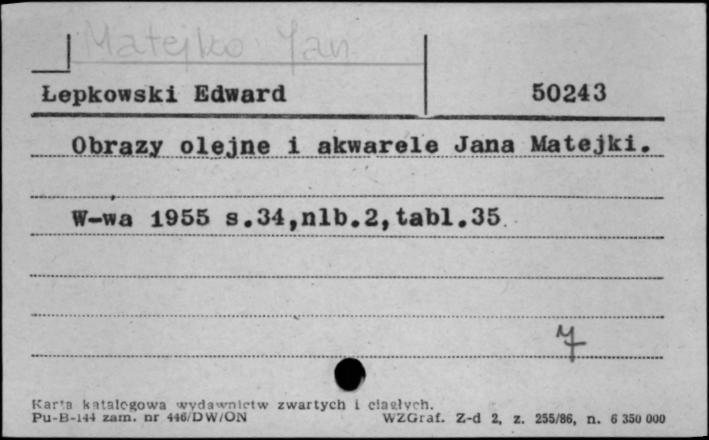 Matejko Jan
Łepkowski Edward 50243
Obrazy olejne i akwarele Jana Matejki.
W-wa 1955 s.34,nlb.2,tabl.35.
7
Karta katalogowa wydawnictw zwartych i ciągłych.
Pu-B-144 zam. nr 446/DW/ON WZGraf. Z-d 2, z. 255/86, n. 6 350 000